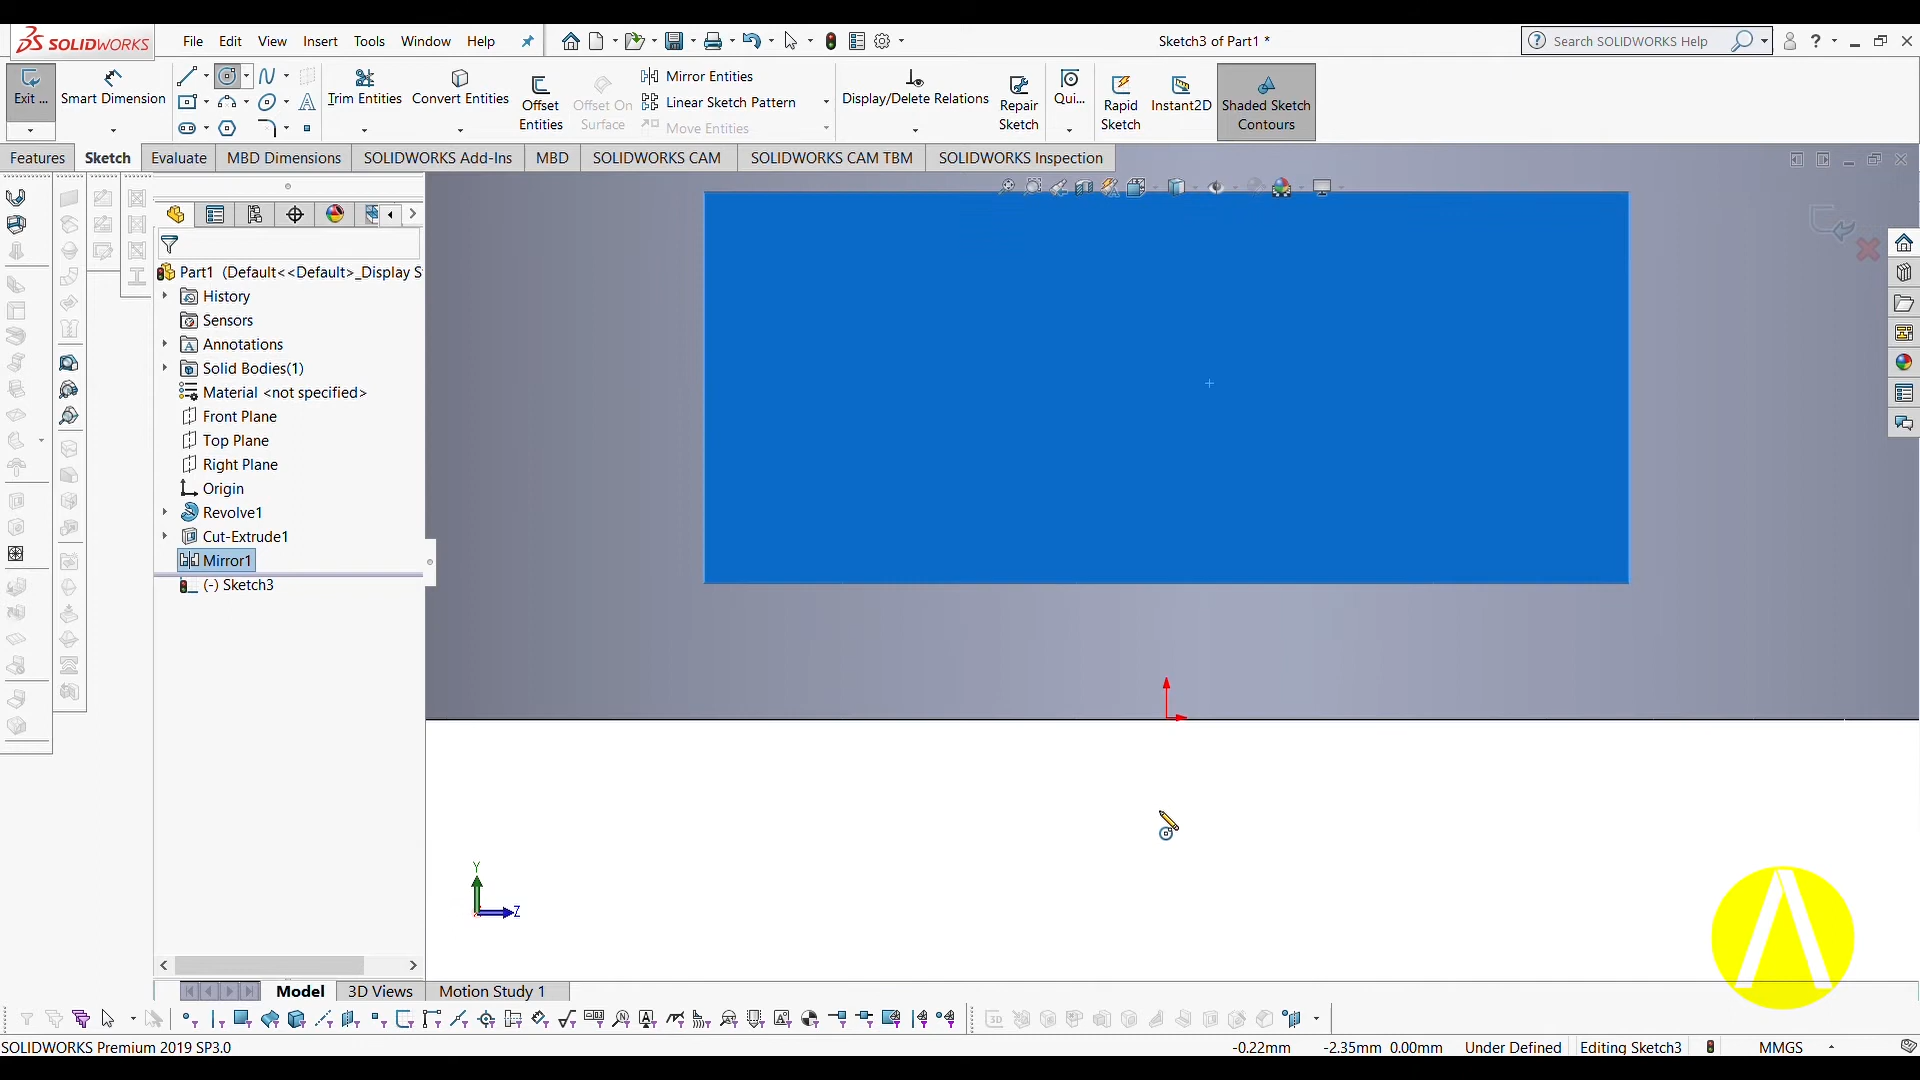 SOLIDWORKS
File Edit View Insert Tools Window Help
Sketch3 of Part1 *
Search SOLIDWORKS Help
Exit ...
Smart Dimension
Trim Entities
Convert Entities
Offset Entities
Offset On Surface
Mirror Entities
Linear Sketch Pattern
Move Entities
Display/Delete Relations
Repair Sketch
Qui...
Rapid Sketch
Instant2D
Shaded Sketch Contours
Features Sketch Evaluate MBD Dimensions SOLIDWORKS Add-Ins MBD SOLIDWORKS CAM SOLIDWORKS CAM TBM SOLIDWORKS Inspection
Part1 (Default<<Default>_Display S
History
Sensors
Annotations
Solid Bodies(1)
Material <not specified>
Front Plane
Top Plane
Right Plane
Origin
Revolve1
Cut-Extrude1
Mirror1
(-) Sketch3
Y
Z
Model 3D Views Motion Study 1
SOLIDWORKS Premium 2019 SP3.0
-0.22mm -2.35mm 0.00mm Under Defined Editing Sketch3 MMGS